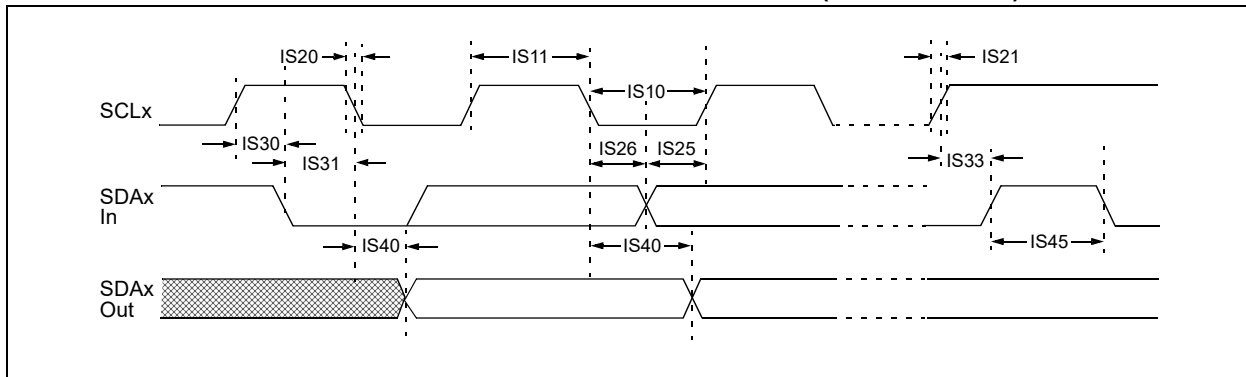 IS20
IS11
IS21
IS10
SCLx
IS30
IS26
IS25
IS31
IS33
SDAx
In
IS40
IS40
IS45
SDAx
Out